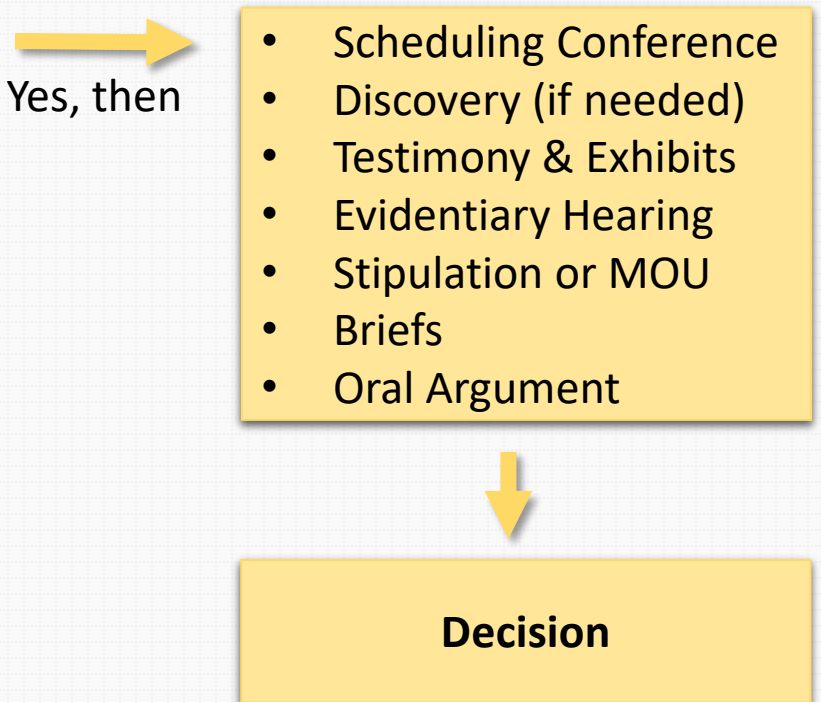 Yes, then
• Scheduling Conference
• Discovery (if needed)
• Testimony & Exhibits
• Evidentiary Hearing
• Stipulation or MOU
• Briefs
• Oral Argument
Decision